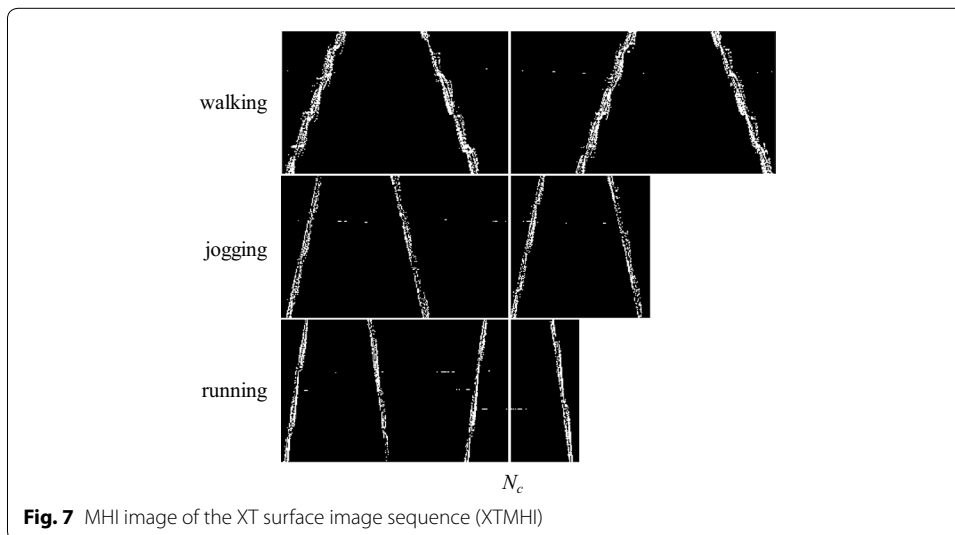 walking
jogging
running
N_c
Fig. 7 MHI image of the XT surface image sequence (XTMHI)